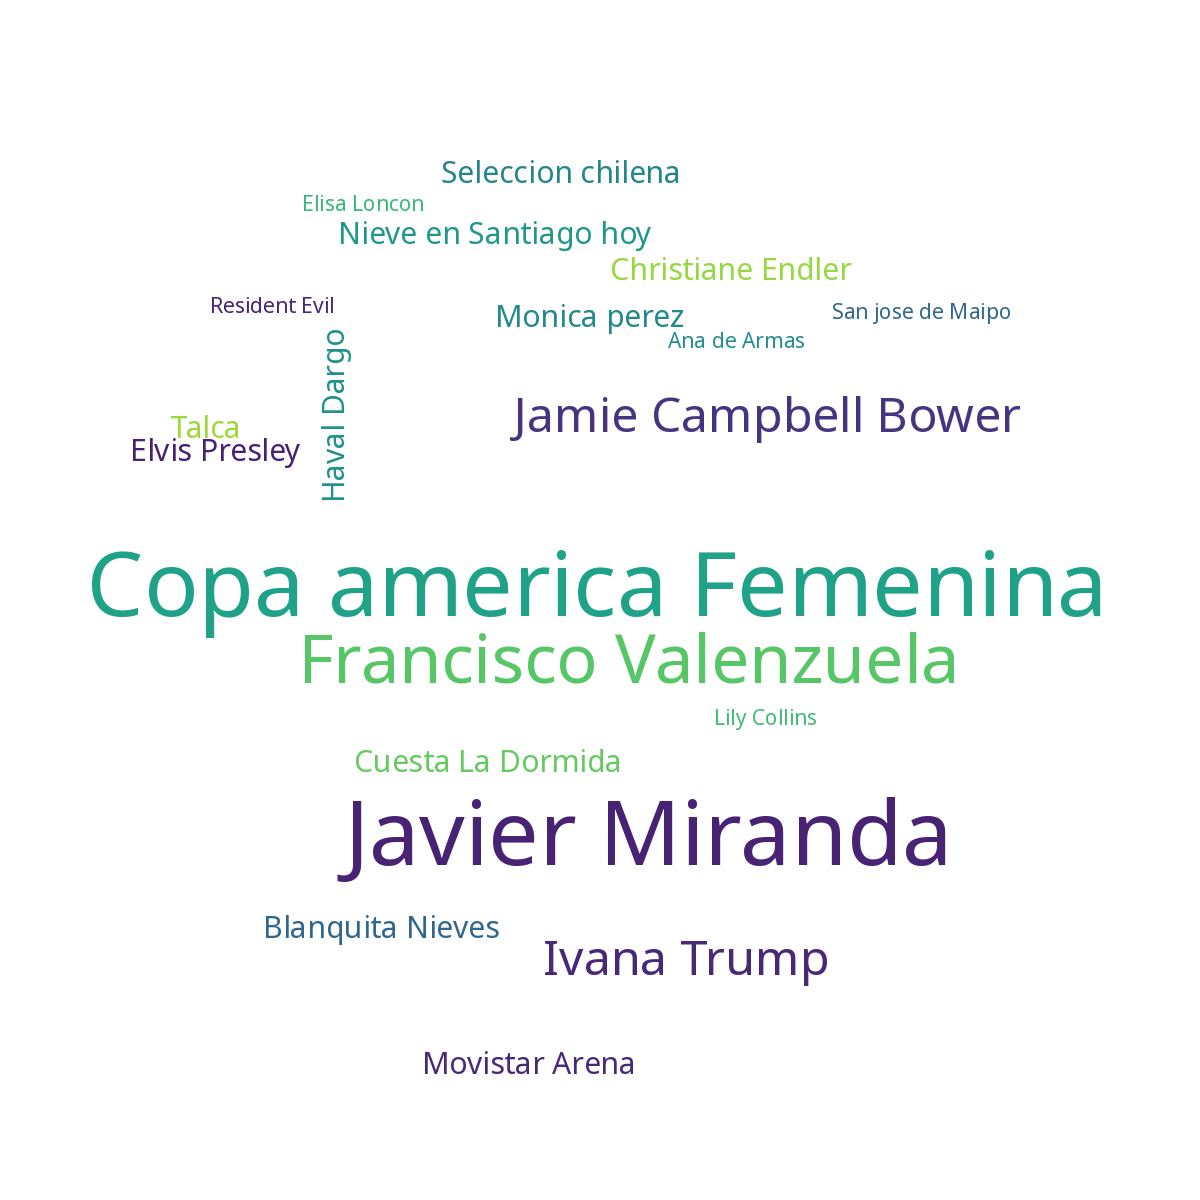 Seleccion chilena
Elisa Loncon
Nieve en Santiago hoy
Christiane Endler
Resident Evil
Monica perez
San jose de Maipo
Ana de Armas
Haval Dargo
Jamie Campbell Bower
Talca
Elvis Presley
Copa america Femenina
Francisco Valenzuela
Lily Collins
Cuesta La Dormida
Javier Miranda
Blanquita Nieves
Ivana Trump
Movistar Arena